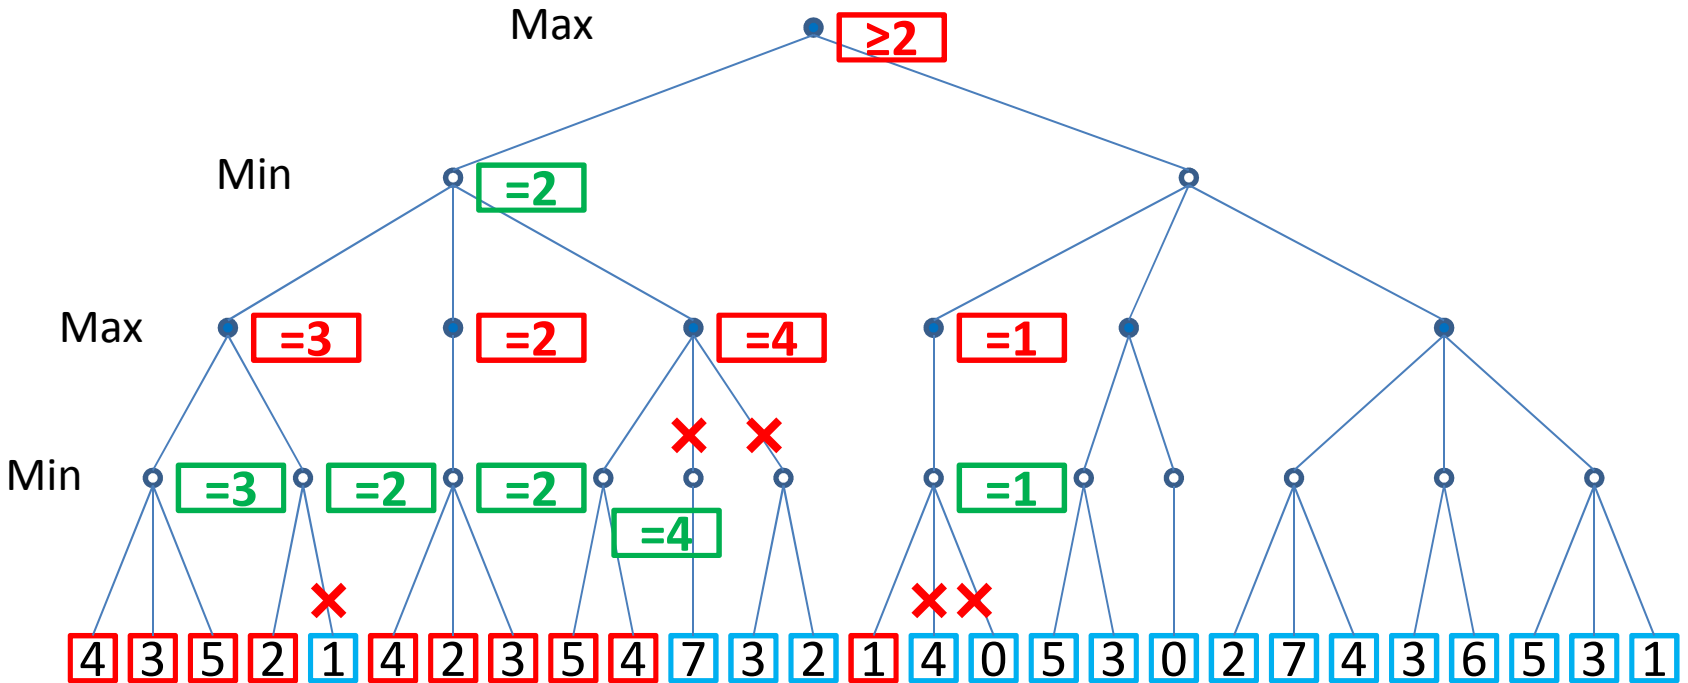 Max ≥2
Min =2
Max =3 =2 =4 =1
Min =3 =2 =2 =1
=4
4 3 5 2 1 4 2 3 5 4 7 3 2 1 4 0 5 3 0 2 7 4 3 6 5 3 1